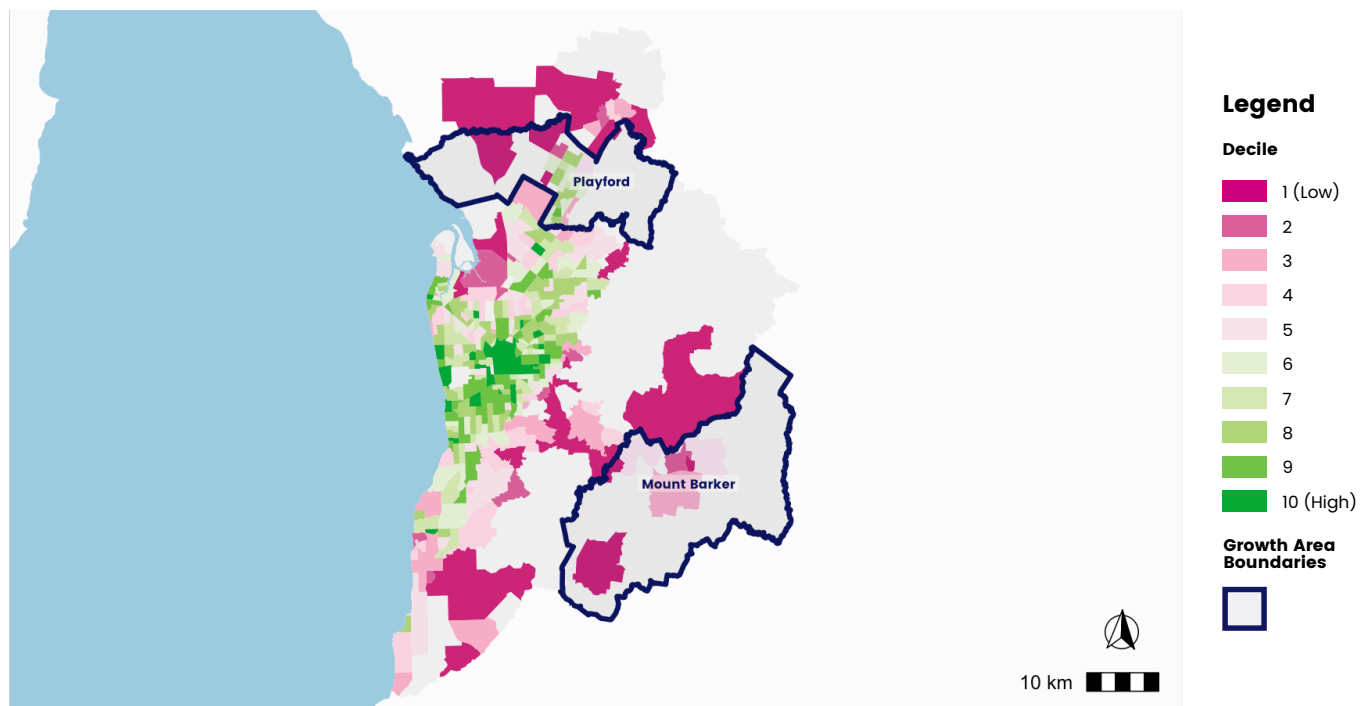 Playford
Mount Barker
10 km
Legend
Decile
1 (Low)
2
3
4
5
6
7
8
9
10 (High)
Growth Area
Boundaries